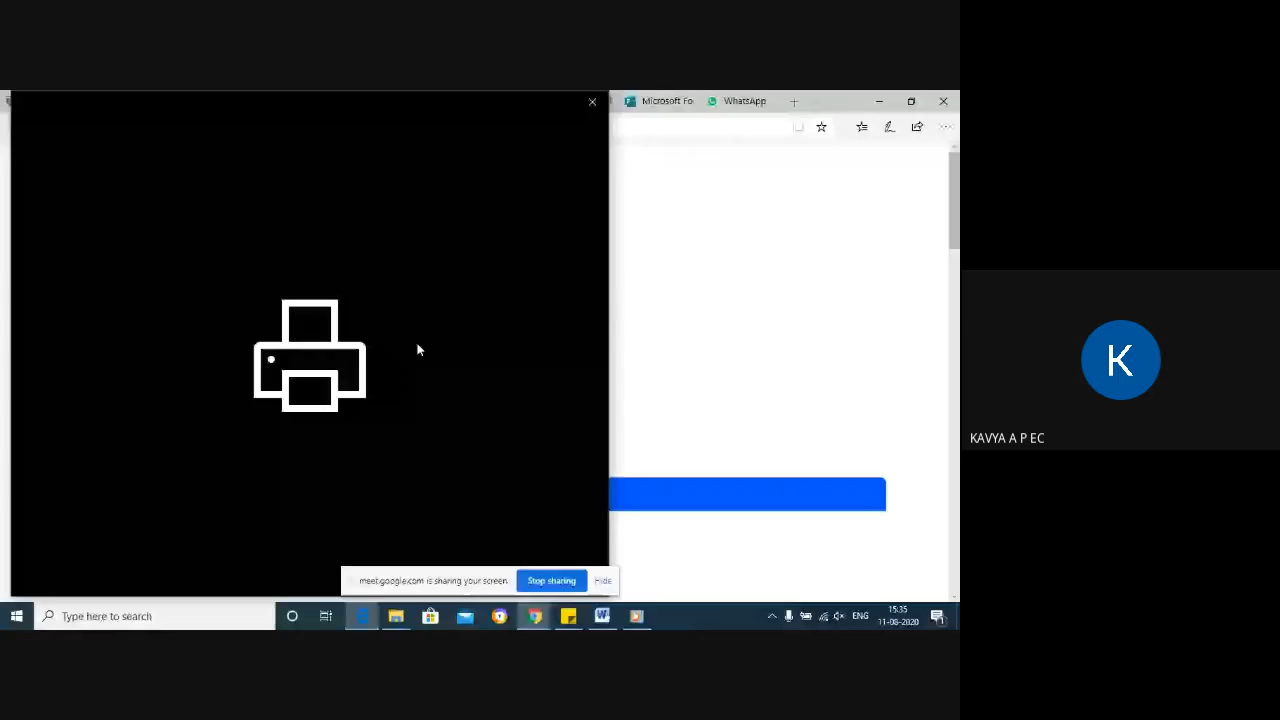 Microsoft Fo
WhatsApp
K
KAVYA A P EC
meet.google.com is sharing your screen.
Stop sharing
Hide
Type here to search
ENG
15:35
11-08-2020
1